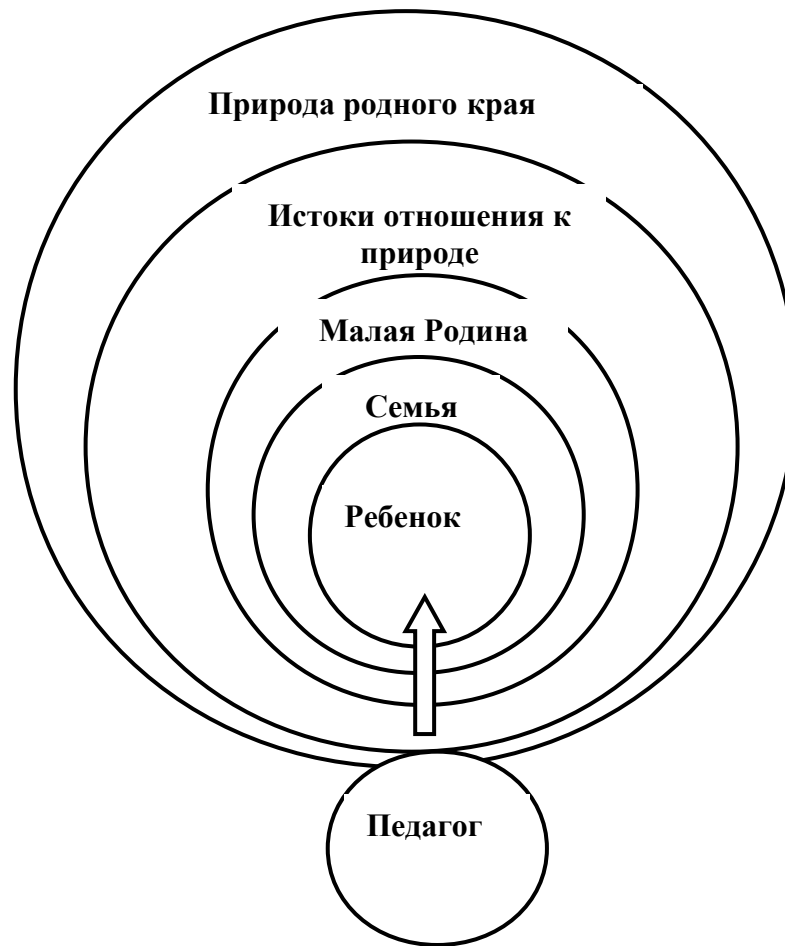 Природа родного края
Истоки отношения к
природе
Малая Родина
Семья
Ребенок
Педагог